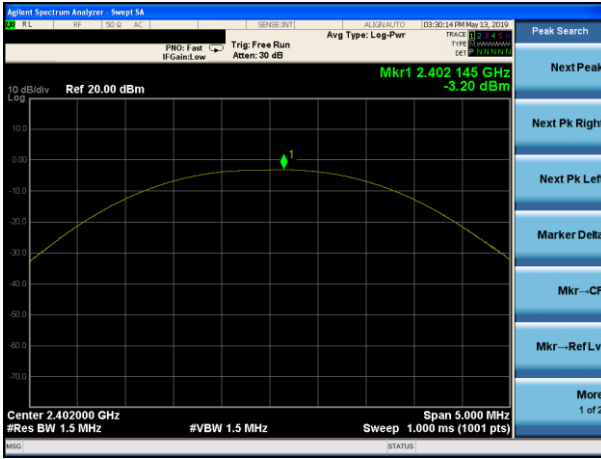 Agilent Spectrum Analyzer - Swept SA
RL RF 50 Ω AC SENSE:INT ALIGNAUTO 03:30:14 PM May 13, 2019
Avg Type: Log-Pwr
TRACE 1 2 3 4 5 6
TYPE M
DET P N N N N N
PNO: Fast
IFGain:Low
Trig: Free Run
Atten: 30 dB
Peak Search
Mkr1 2.402 145 GHz
-3.20 dBm
10 dB/div
Log
Ref 20.00 dBm
10.0
0.00
-10.0
-20.0
-30.0
-40.0
-50.0
-60.0
-70.0
1
Next Peak
Next Pk Right
Next Pk Left
Marker Delta
Mkr→CF
Mkr→RefLv
More
1 of 2
Center 2.402000 GHz
Span 5.000 MHz
#Res BW 1.5 MHz
#VBW 1.5 MHz
Sweep 1.000 ms (1001 pts)
MSG
STATUS